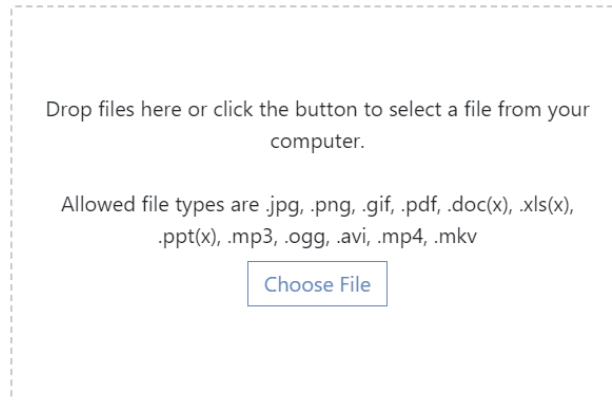 Drop files here or click the button to select a file from your
computer.
Allowed file types are .jpg, .png, .gif, .pdf, .doc(x), .xls(x),
.ppt(x), .mp3, .ogg, .avi, .mp4, .mkv
Choose File